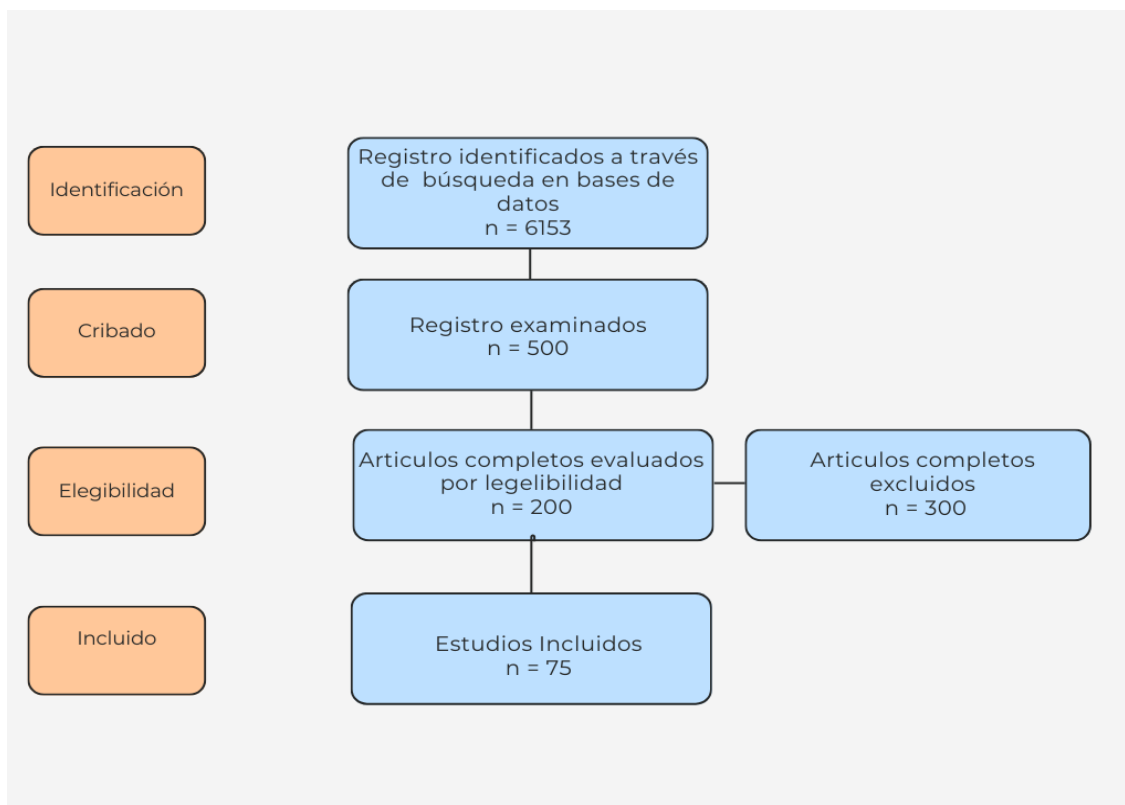 Identificación
Registro identificados a través
de búsqueda en bases de
datos
n = 6153
Cribado
Registro examinados
n = 500
Elegibilidad
Articulos completos evaluados
por legelibilidad
n = 200
Articulos completos
excluidos
n = 300
Incluido
Estudios Incluidos
n = 75